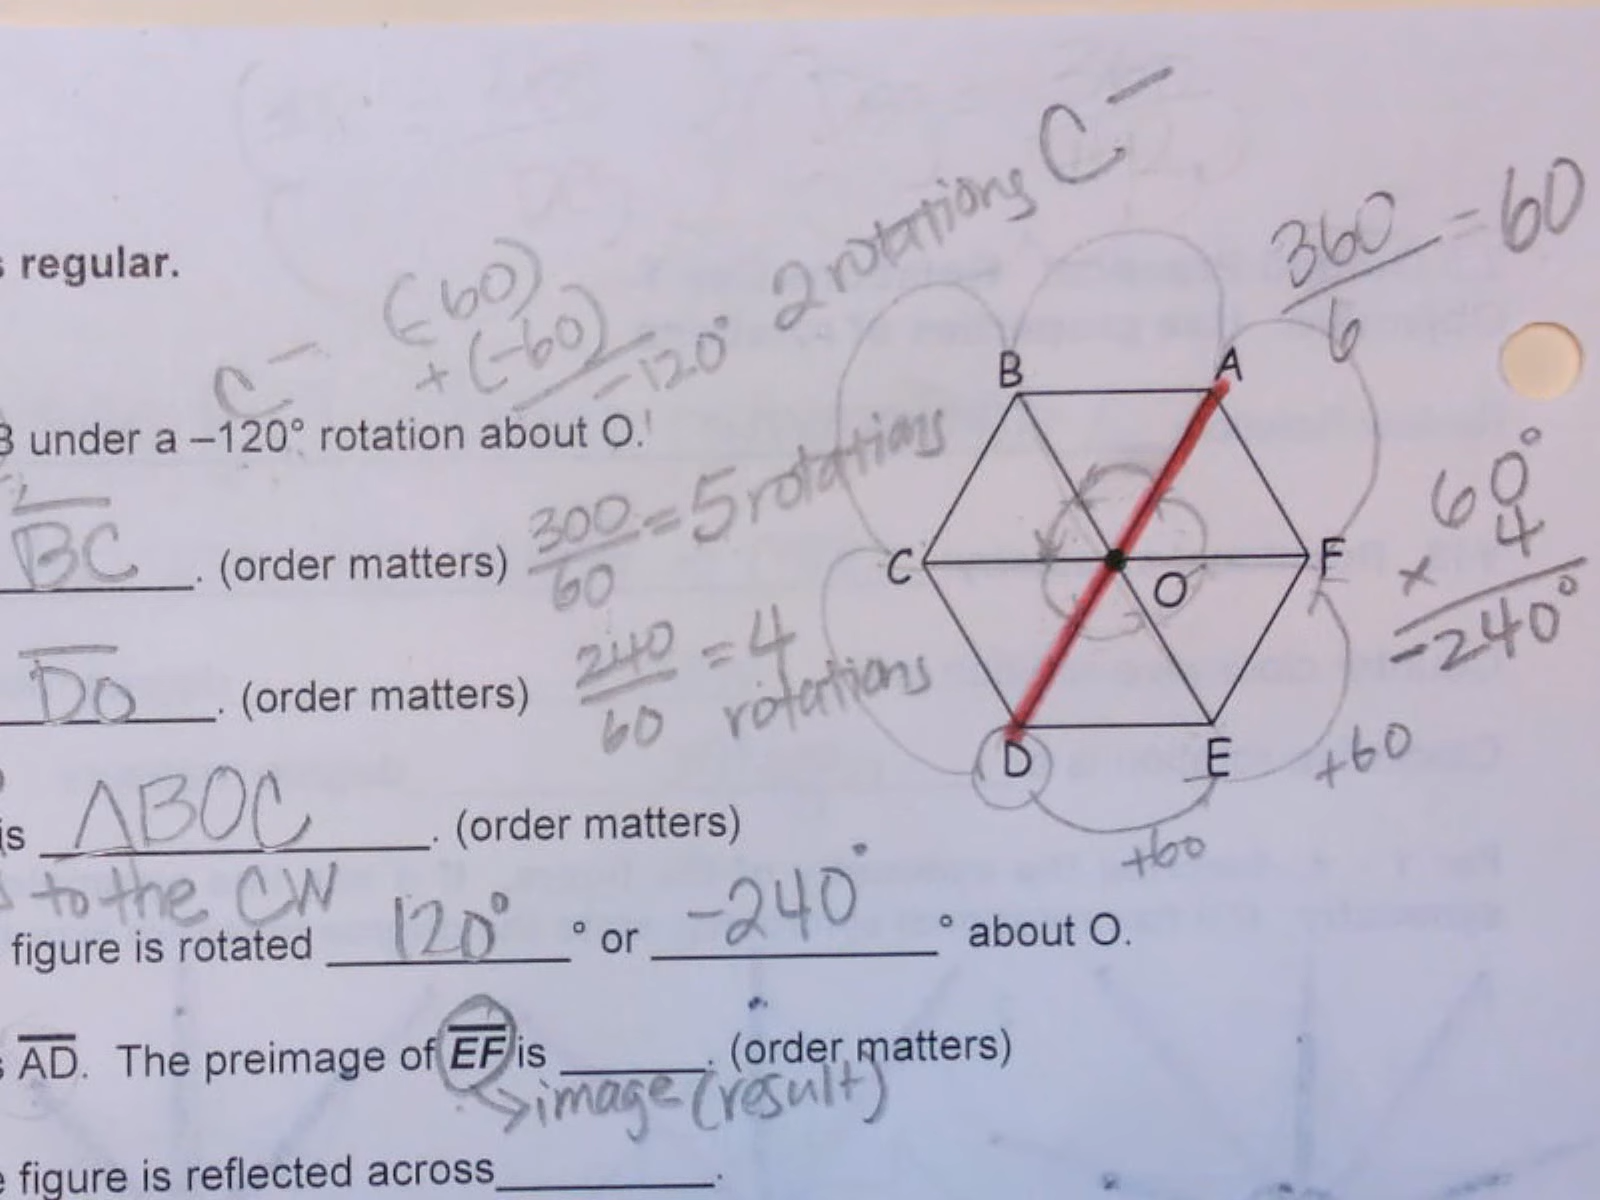 regular.
(-60)
+ (-60)
-120°
2 rotations C-
360/6 = 60
C-
B under a –120° rotation about O.
BC . (order matters)
300/60 = 5 rotations
DO . (order matters)
240/60 = 4 rotations
is ΔBOC . (order matters)
to the CW
figure is rotated 120° ° or -240° ° about O.
AD. The preimage of EF is ______. (order matters)
image (result)
figure is reflected across ______.
B
A
C
F
O
D
E
60°
× 4
-240°
+60
+60